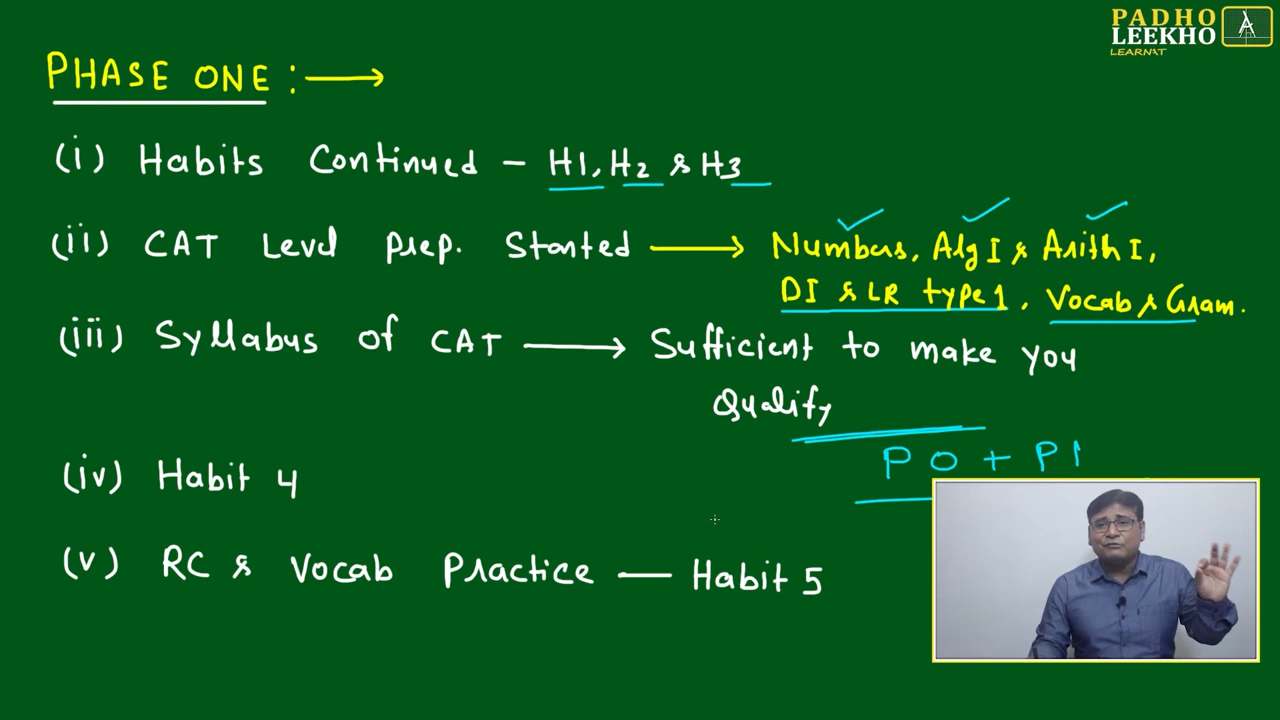 PADHO
LEEKHO
LEARNAT
PHASE ONE :→
(i) Habits Continued - H1, H2 & H3
(ii) CAT Level prep. Started → Numbers, Alg I & Arith I,
DI & LR type 1, Vocab & Gram.
(iii) Syllabus of CAT → Sufficient to make you
Qualify
P0 + P1
(iv) Habit 4
(v) RC & Vocab Practice — Habit 5